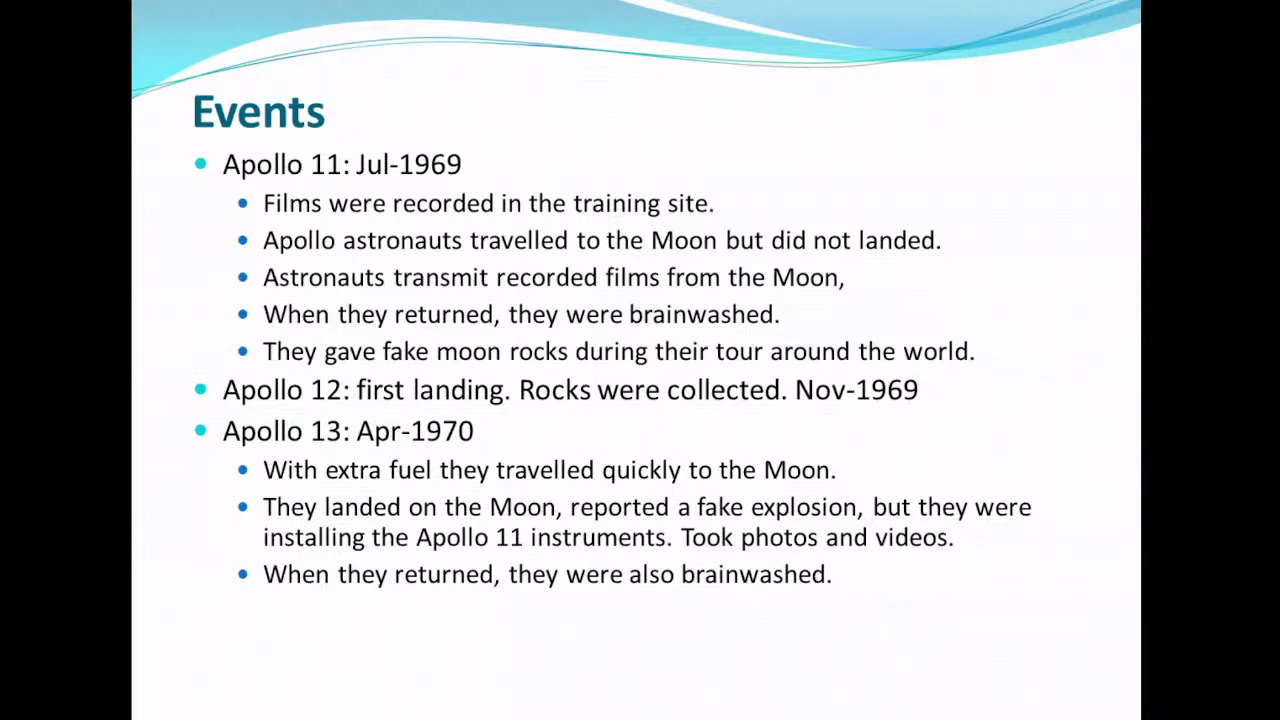 Events
Apollo 11: Jul-1969
Films were recorded in the training site.
Apollo astronauts travelled to the Moon but did not landed.
Astronauts transmit recorded films from the Moon,
When they returned, they were brainwashed.
They gave fake moon rocks during their tour around the world.
Apollo 12: first landing. Rocks were collected. Nov-1969
Apollo 13: Apr-1970
With extra fuel they travelled quickly to the Moon.
They landed on the Moon, reported a fake explosion, but they were
installing the Apollo 11 instruments. Took photos and videos.
When they returned, they were also brainwashed.